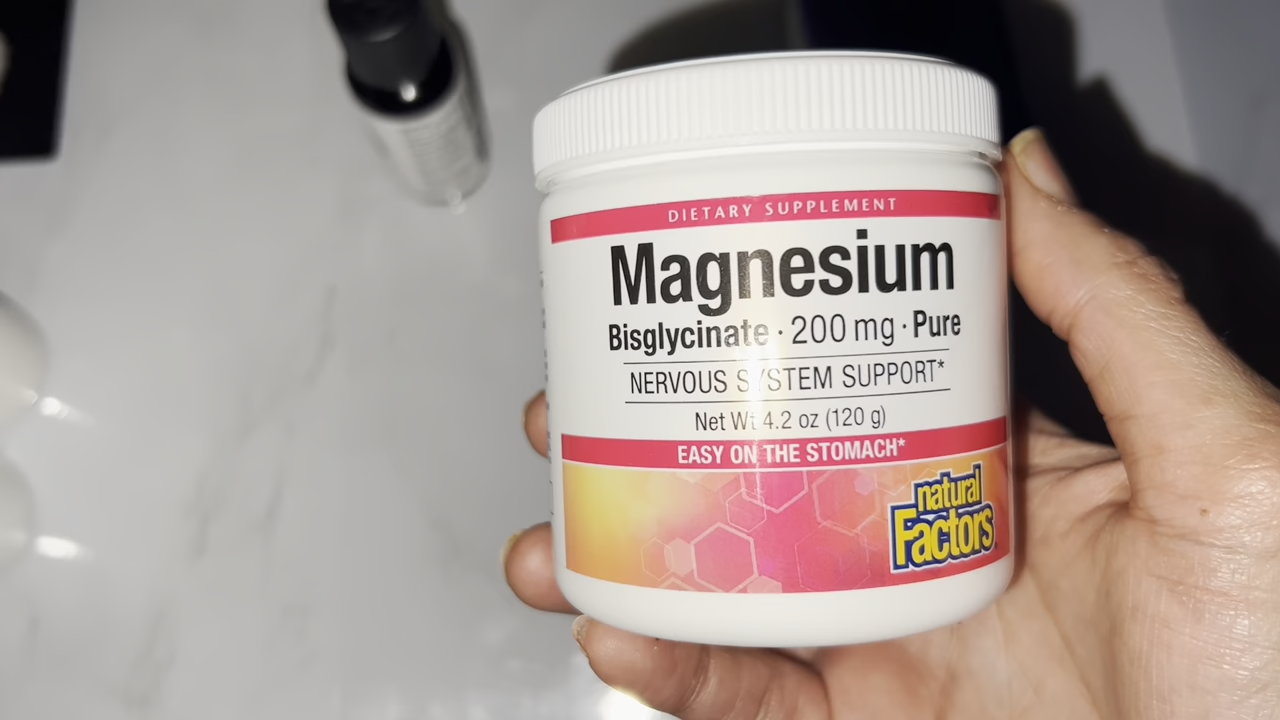 DIETARY SUPPLEMENT
Magnesium
Bisglycinate · 200 mg · Pure
NERVOUS SYSTEM SUPPORT*
Net Wt 4.2 oz (120 g)
EASY ON THE STOMACH*
natural
Factors